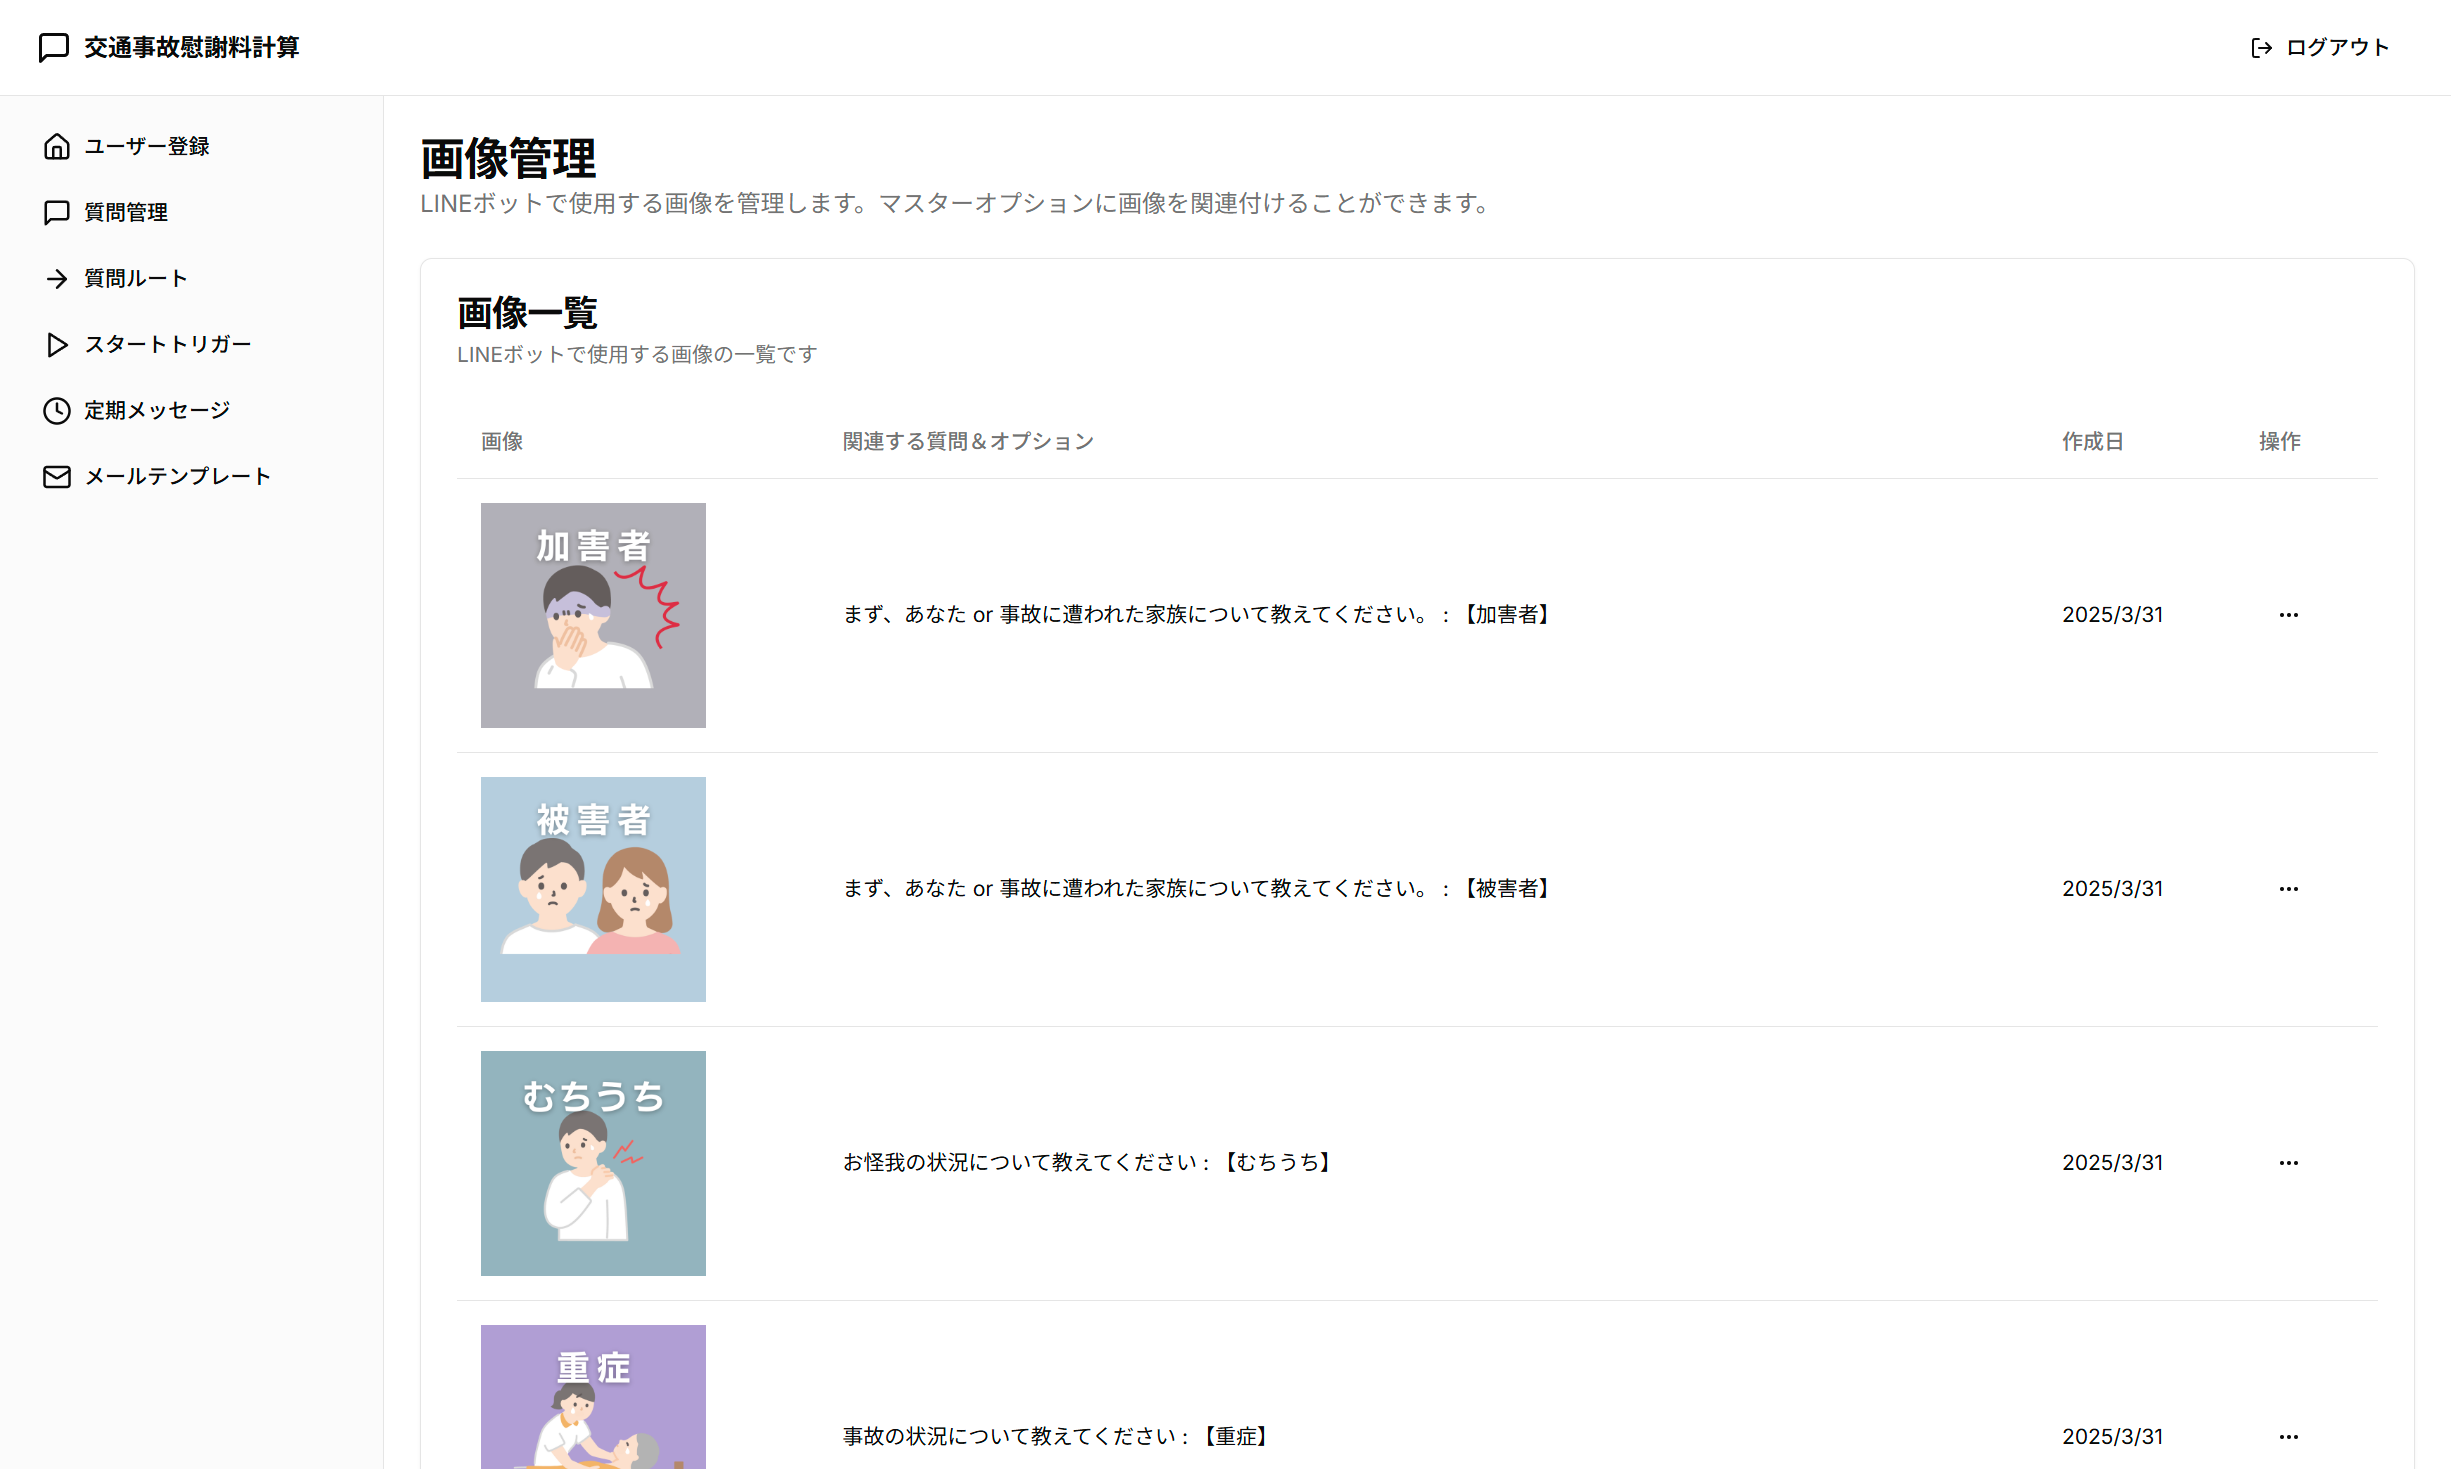 交通事故慰謝料計算
ログアウト
ユーザー登録
質問管理
質問ルート
スタートトリガー
定期メッセージ
メールテンプレート
画像管理
LINEボットで使用する画像を管理します。マスターオプションに画像を関連付けることができます。
画像一覧
LINEボットで使用する画像の一覧です
画像 関連する質問&オプション 作成日 操作
加害者
まず、あなた or 事故に遭われた家族について教えてください。 : 【加害者】 2025/3/31 ...
被害者
まず、あなた or 事故に遭われた家族について教えてください。 : 【被害者】 2025/3/31 ...
むちうち
お怪我の状況について教えてください : 【むちうち】 2025/3/31 ...
重症
事故の状況について教えてください : 【重症】 2025/3/31 ...